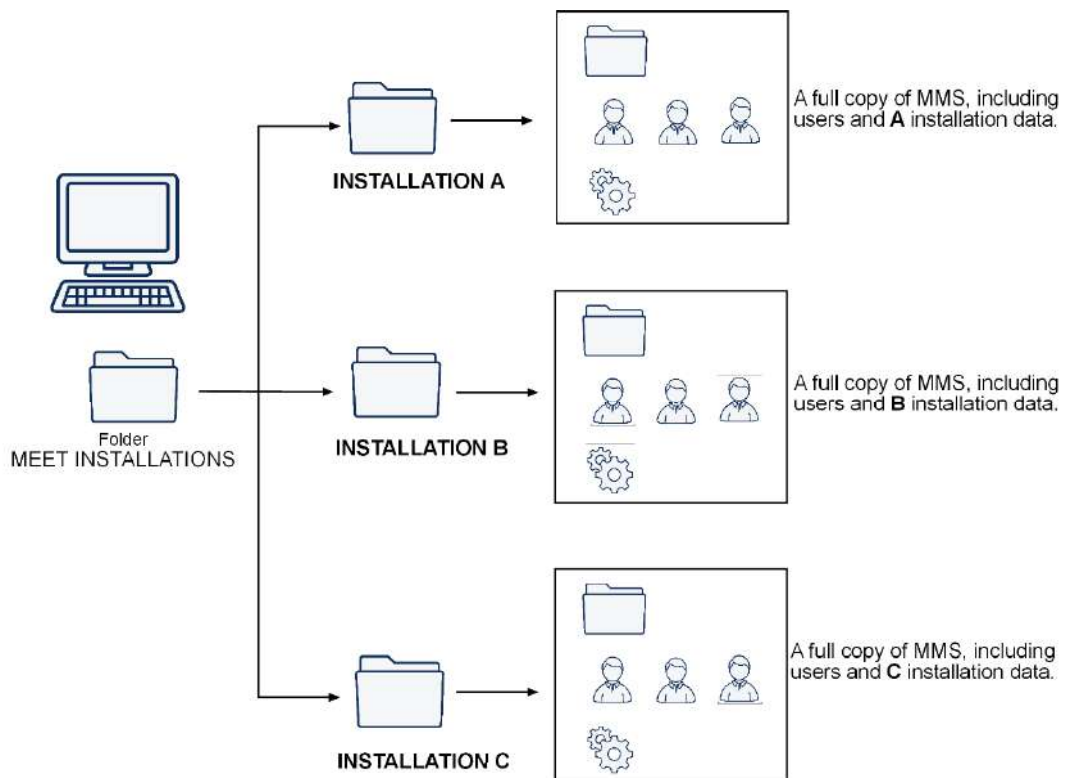 A full copy of MMS, including
users and A installation data.
INSTALLATION A
A full copy of MMS, including
users and B installation data.
INSTALLATION B
Folder
MEET INSTALLATIONS
A full copy of MMS, including
users and C installation data.
INSTALLATION C